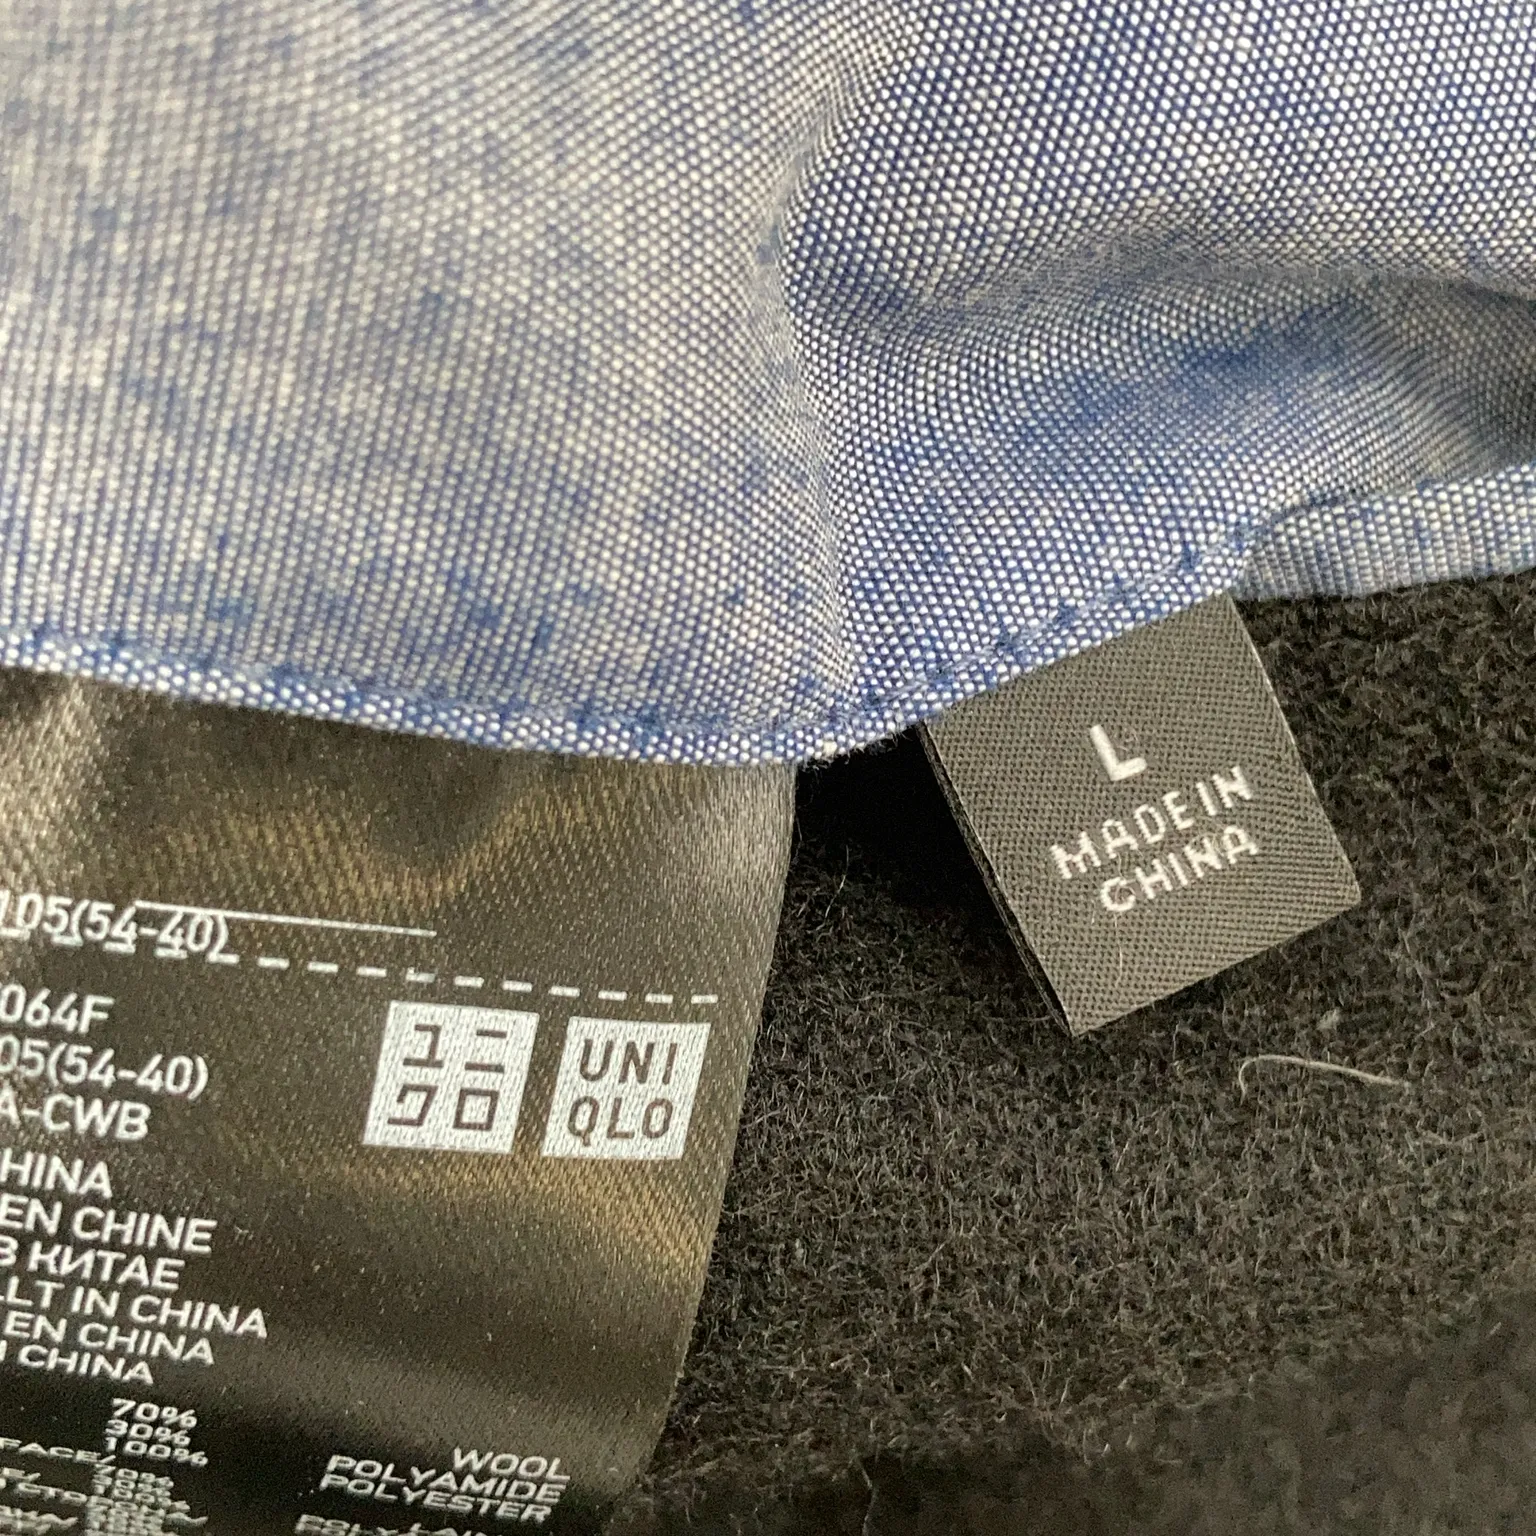 105(54-40)
064F
05(54-40)
A-CWB
ユニ
クロ
UNI
QLO
HINA
EN CHINE
В КИТАЕ
LLT IN CHINA
EN CHINA
CHINA
70% WOOL
30% POLYAMIDE
100% POLYESTER
L
MADE IN
CHINA